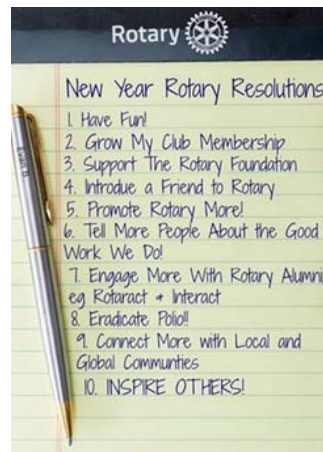 Rotary
New Year Rotary Resolutions
1. Have Fun!
2. Grow My Club Membership
3. Support The Rotary Foundation
4. Introdue a Friend to Rotary
5. Promote Rotary More!
6. Tell More People About the Good
Work We Do!
7. Engage More With Rotary Alumni
eg Rotaract + Interact
8. Eradicate Polio!!
9. Connect More with Local and
Global Communties
10. INSPIRE OTHERS!
Evan B